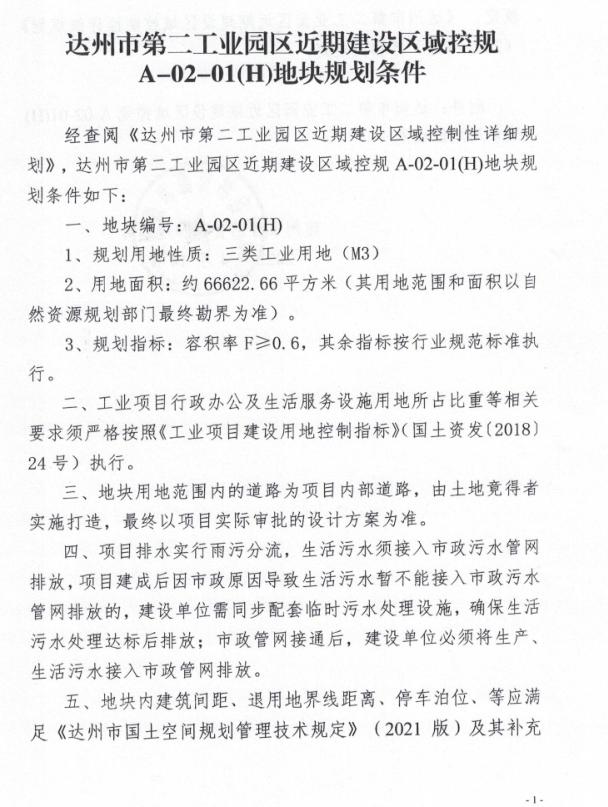 达州市第二工业园区近期建设区域控规
A-02-01(H)地块规划条件
经查阅《达州市第二工业园区近期建设区域控制性详细规
划》，达州市第二工业园区近期建设区域控规 A-02-01(H)地块规
划条件如下：
一、地块编号：A-02-01(H)
1、规划用地性质：三类工业用地（M3）
2、用地面积：约 66622.66 平方米（其用地范围和面积以自
然资源规划部门最终勘界为准）。
3、规划指标：容积率 F≥0.6，其余指标按行业规范标准执
行。
二、工业项目行政办公及生活服务设施用地所占比重等相关
要求须严格按照《工业项目建设用地控制指标》（国土资发〔2018〕
24 号）执行。
三、地块用地范围内的道路为项目内部道路，由土地竞得者
实施打造，最终以项目实际审批的设计方案为准。
四、项目排水实行雨污分流，生活污水须接入市政污水管网
排放，项目建成后因市政原因导致生活污水暂不能接入市政污水
管网排放的，建设单位需同步配套临时污水处理设施，确保生活
污水处理达标后排放；市政管网接通后，建设单位必须将生产、
生活污水接入市政管网排放。
五、地块内建筑间距、退用地界线距离、停车泊位、等应满
足《达州市国土空间规划管理技术规定》（2021 版）及其补充
- 1 -